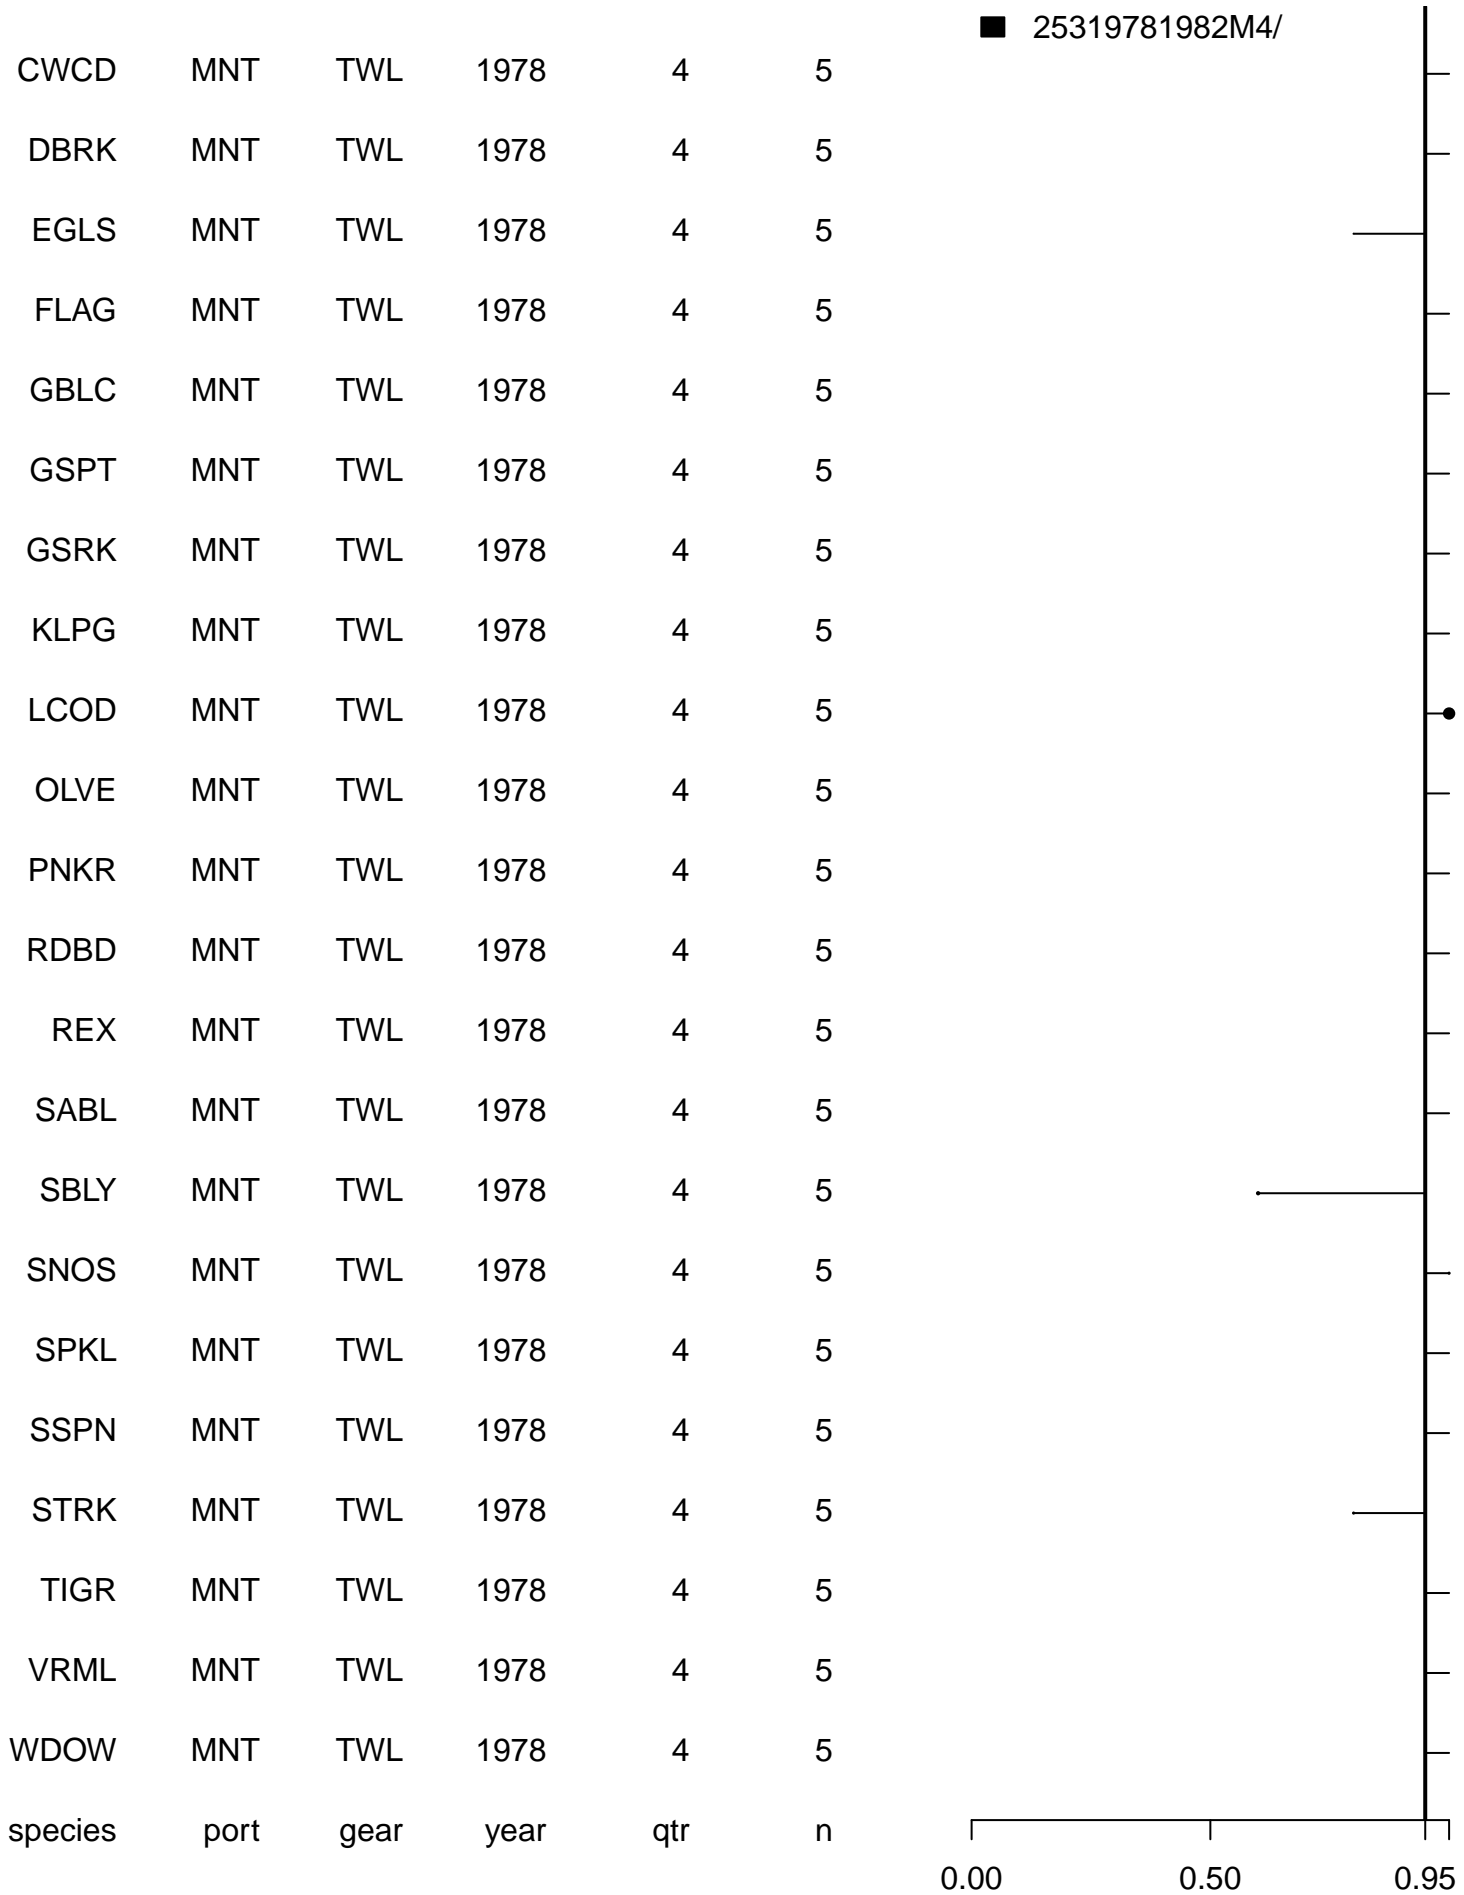 25319781982M4/
CWCD MNT TWL 1978 4 5
DBRK MNT TWL 1978 4 5
EGLS MNT TWL 1978 4 5
FLAG MNT TWL 1978 4 5
GBLC MNT TWL 1978 4 5
GSPT MNT TWL 1978 4 5
GSRK MNT TWL 1978 4 5
KLPG MNT TWL 1978 4 5
LCOD MNT TWL 1978 4 5
OLVE MNT TWL 1978 4 5
PNKR MNT TWL 1978 4 5
RDBD MNT TWL 1978 4 5
REX MNT TWL 1978 4 5
SABL MNT TWL 1978 4 5
SBLY MNT TWL 1978 4 5
SNOS MNT TWL 1978 4 5
SPKL MNT TWL 1978 4 5
SSPN MNT TWL 1978 4 5
STRK MNT TWL 1978 4 5
TIGR MNT TWL 1978 4 5
VRML MNT TWL 1978 4 5
WDOW MNT TWL 1978 4 5
species port gear year qtr n
0.00 0.50 0.95